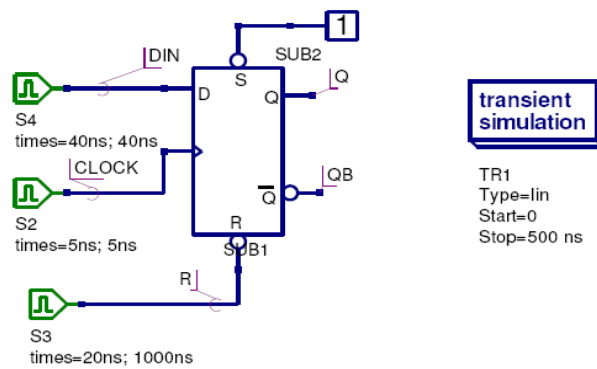 1
DIN
SUB2
Q
D
S
Q
S4
times=40ns; 40ns
CLOCK
QB
Q
S2
times=5ns; 5ns
R
SUB1
R
S3
times=20ns; 1000ns
transient
simulation
TR1
Type=lin
Start=0
Stop=500 ns